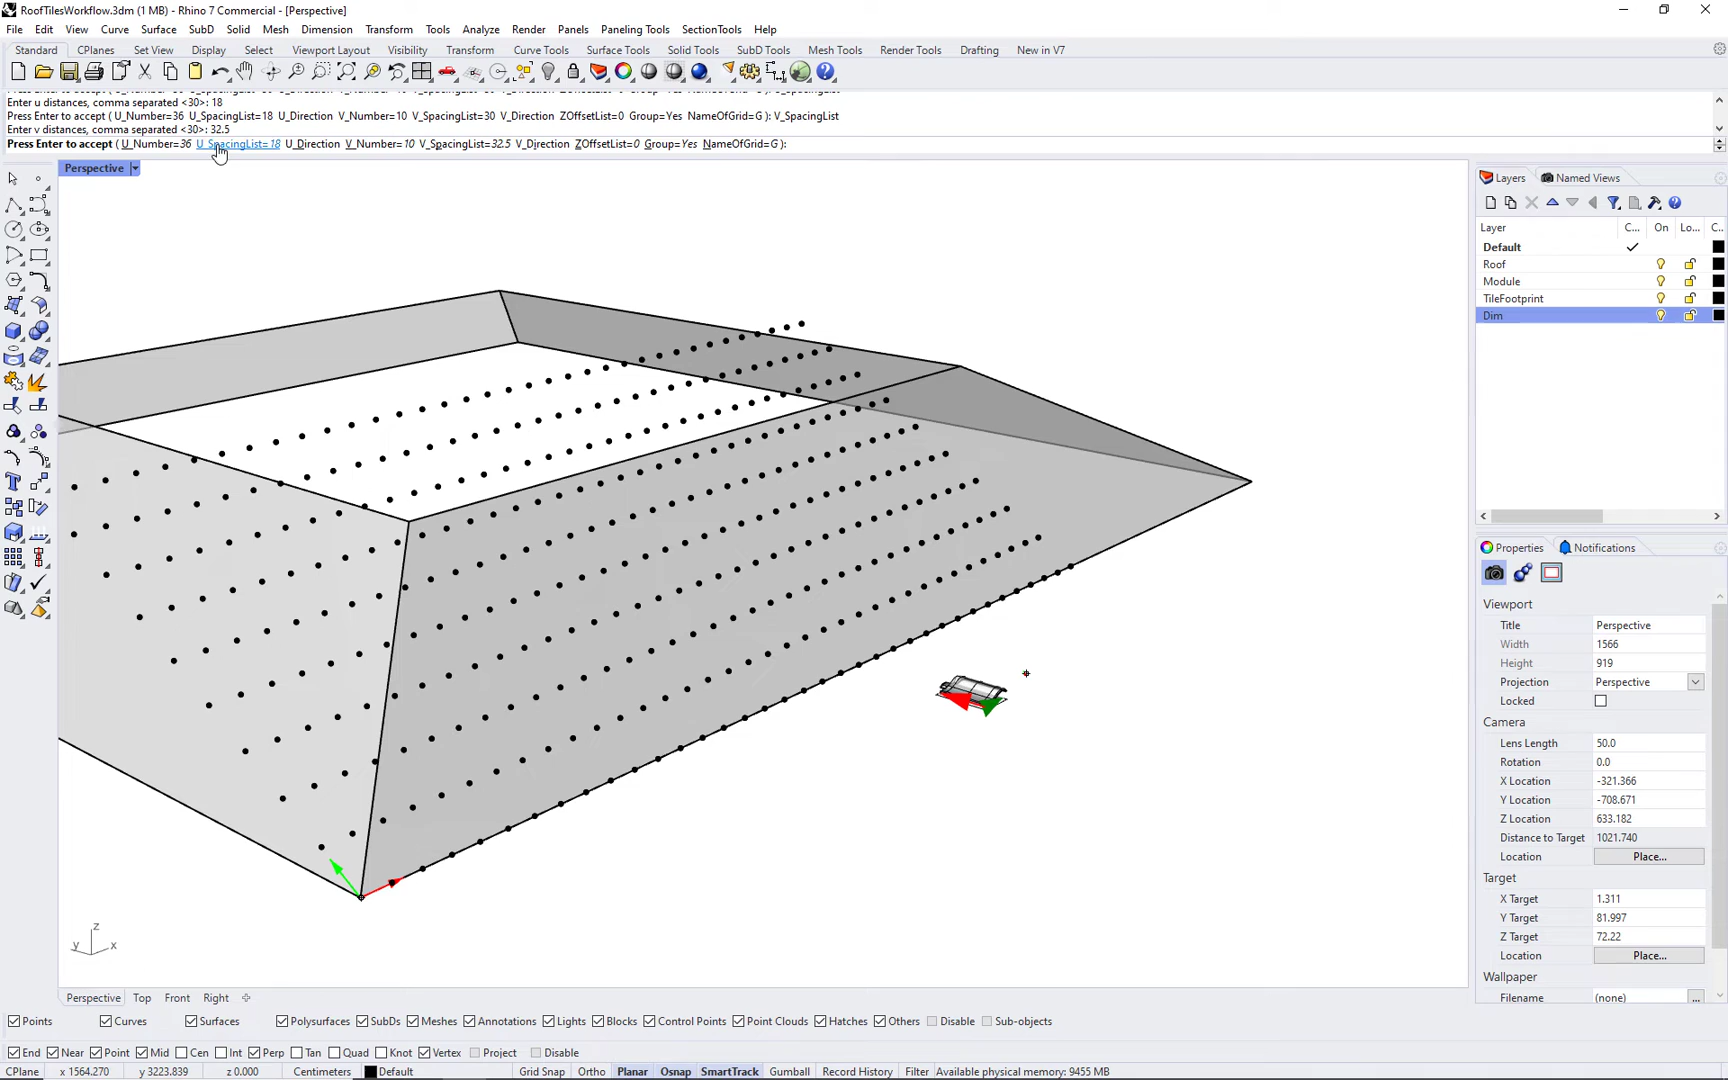 RoofTilesWorkflow.3dm (1 MB) - Rhino 7 Commercial - [Perspective]
File Edit View Curve Surface SubD Solid Mesh Dimension Transform Tools Analyze Render Panels Paneling Tools SectionTools Help
Standard CPlanes Set View Display Select Viewport Layout Visibility Transform Curve Tools Surface Tools Solid Tools SubD Tools Mesh Tools Render Tools Drafting New in V7
Enter u distances, comma separated <30>: 18
Press Enter to accept ( U_Number=36 U_SpacingList=18 U_Direction V_Number=10 V_SpacingList=30 V_Direction ZOffsetList=0 Group=Yes NameOfGrid=G ): V_SpacingList
Enter v distances, comma separated <30>: 32.5
Press Enter to accept ( U_Number=36 U_SpacingList=18 U_Direction V_Number=10 V_SpacingList=32.5 V_Direction ZOffsetList=0 Group=Yes NameOfGrid=G ):
Perspective
Layers Named Views
Layer C... On Lo... C...
Default
Roof
Module
TileFootprint
Dim
Properties Notifications
Viewport
Title Perspective
Width 1566
Height 919
Projection Perspective
Locked
Camera
Lens Length 50.0
Rotation 0.0
X Location -321.366
Y Location -708.671
Z Location 633.182
Distance to Target 1021.740
Location Place...
Target
X Target 1.311
Y Target 81.997
Z Target 72.22
Location Place...
Wallpaper
Filename (none) ...
z
y x
Perspective Top Front Right
Points Curves Surfaces Polysurfaces SubDs Meshes Annotations Lights Blocks Control Points Point Clouds Hatches Others Disable Sub-objects
End Near Point Mid Cen Int Perp Tan Quad Knot Vertex Project Disable
CPlane x 1564.270 y 3223.839 z 0.000 Centimeters Default Grid Snap Ortho Planar Osnap SmartTrack Gumball Record History Filter Available physical memory: 9455 MB